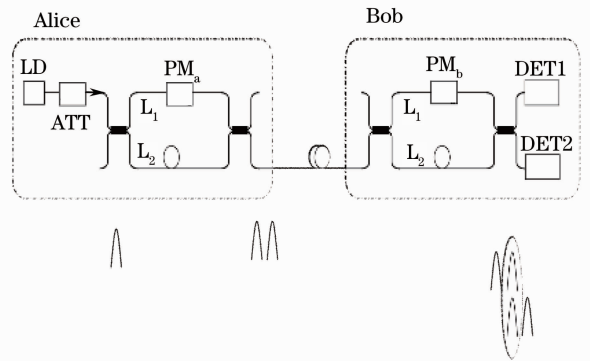 Alice
Bob
LD
ATT
PMa
L1
L2
PMb
L1
L2
DET1
DET2